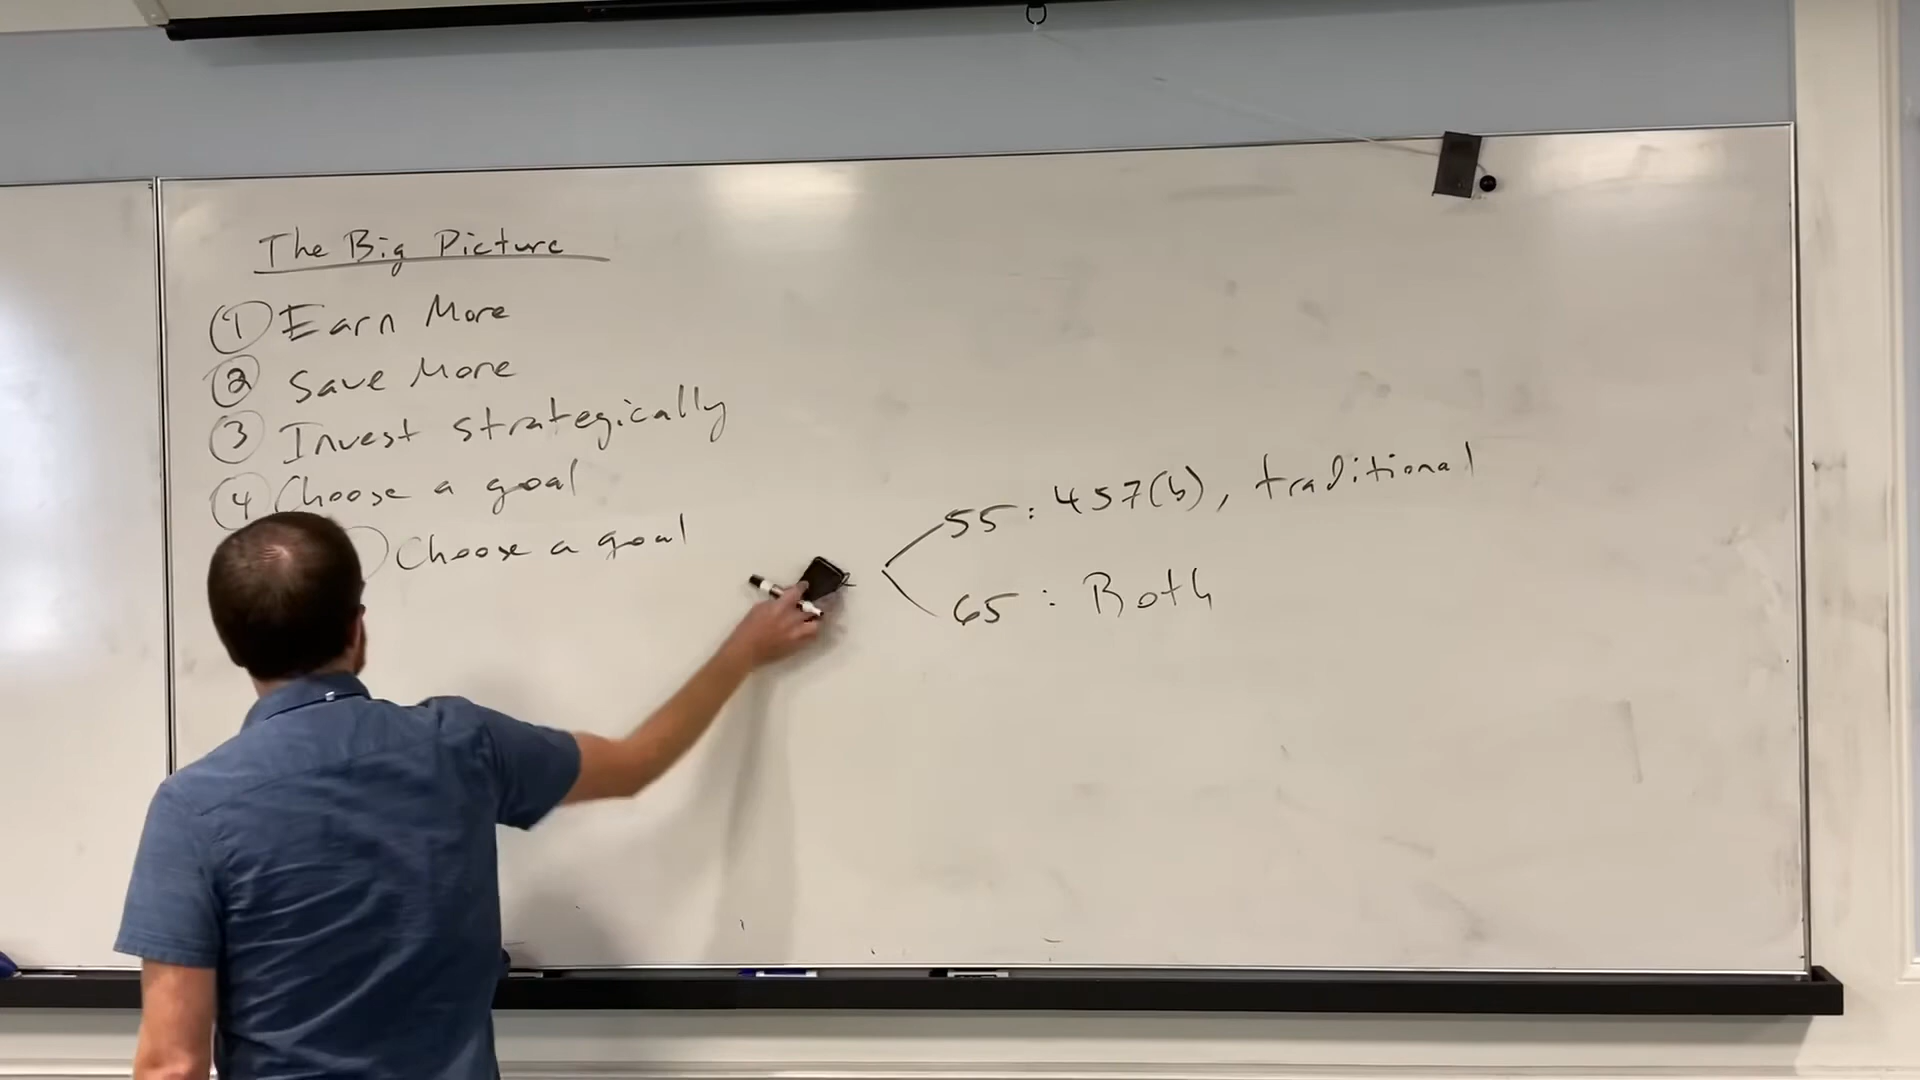 The Big Picture
1 Earn More
2 Save More
3 Invest strategically
4 Choose a goal
Choose a goal
55: 457(b), traditional
65: Both